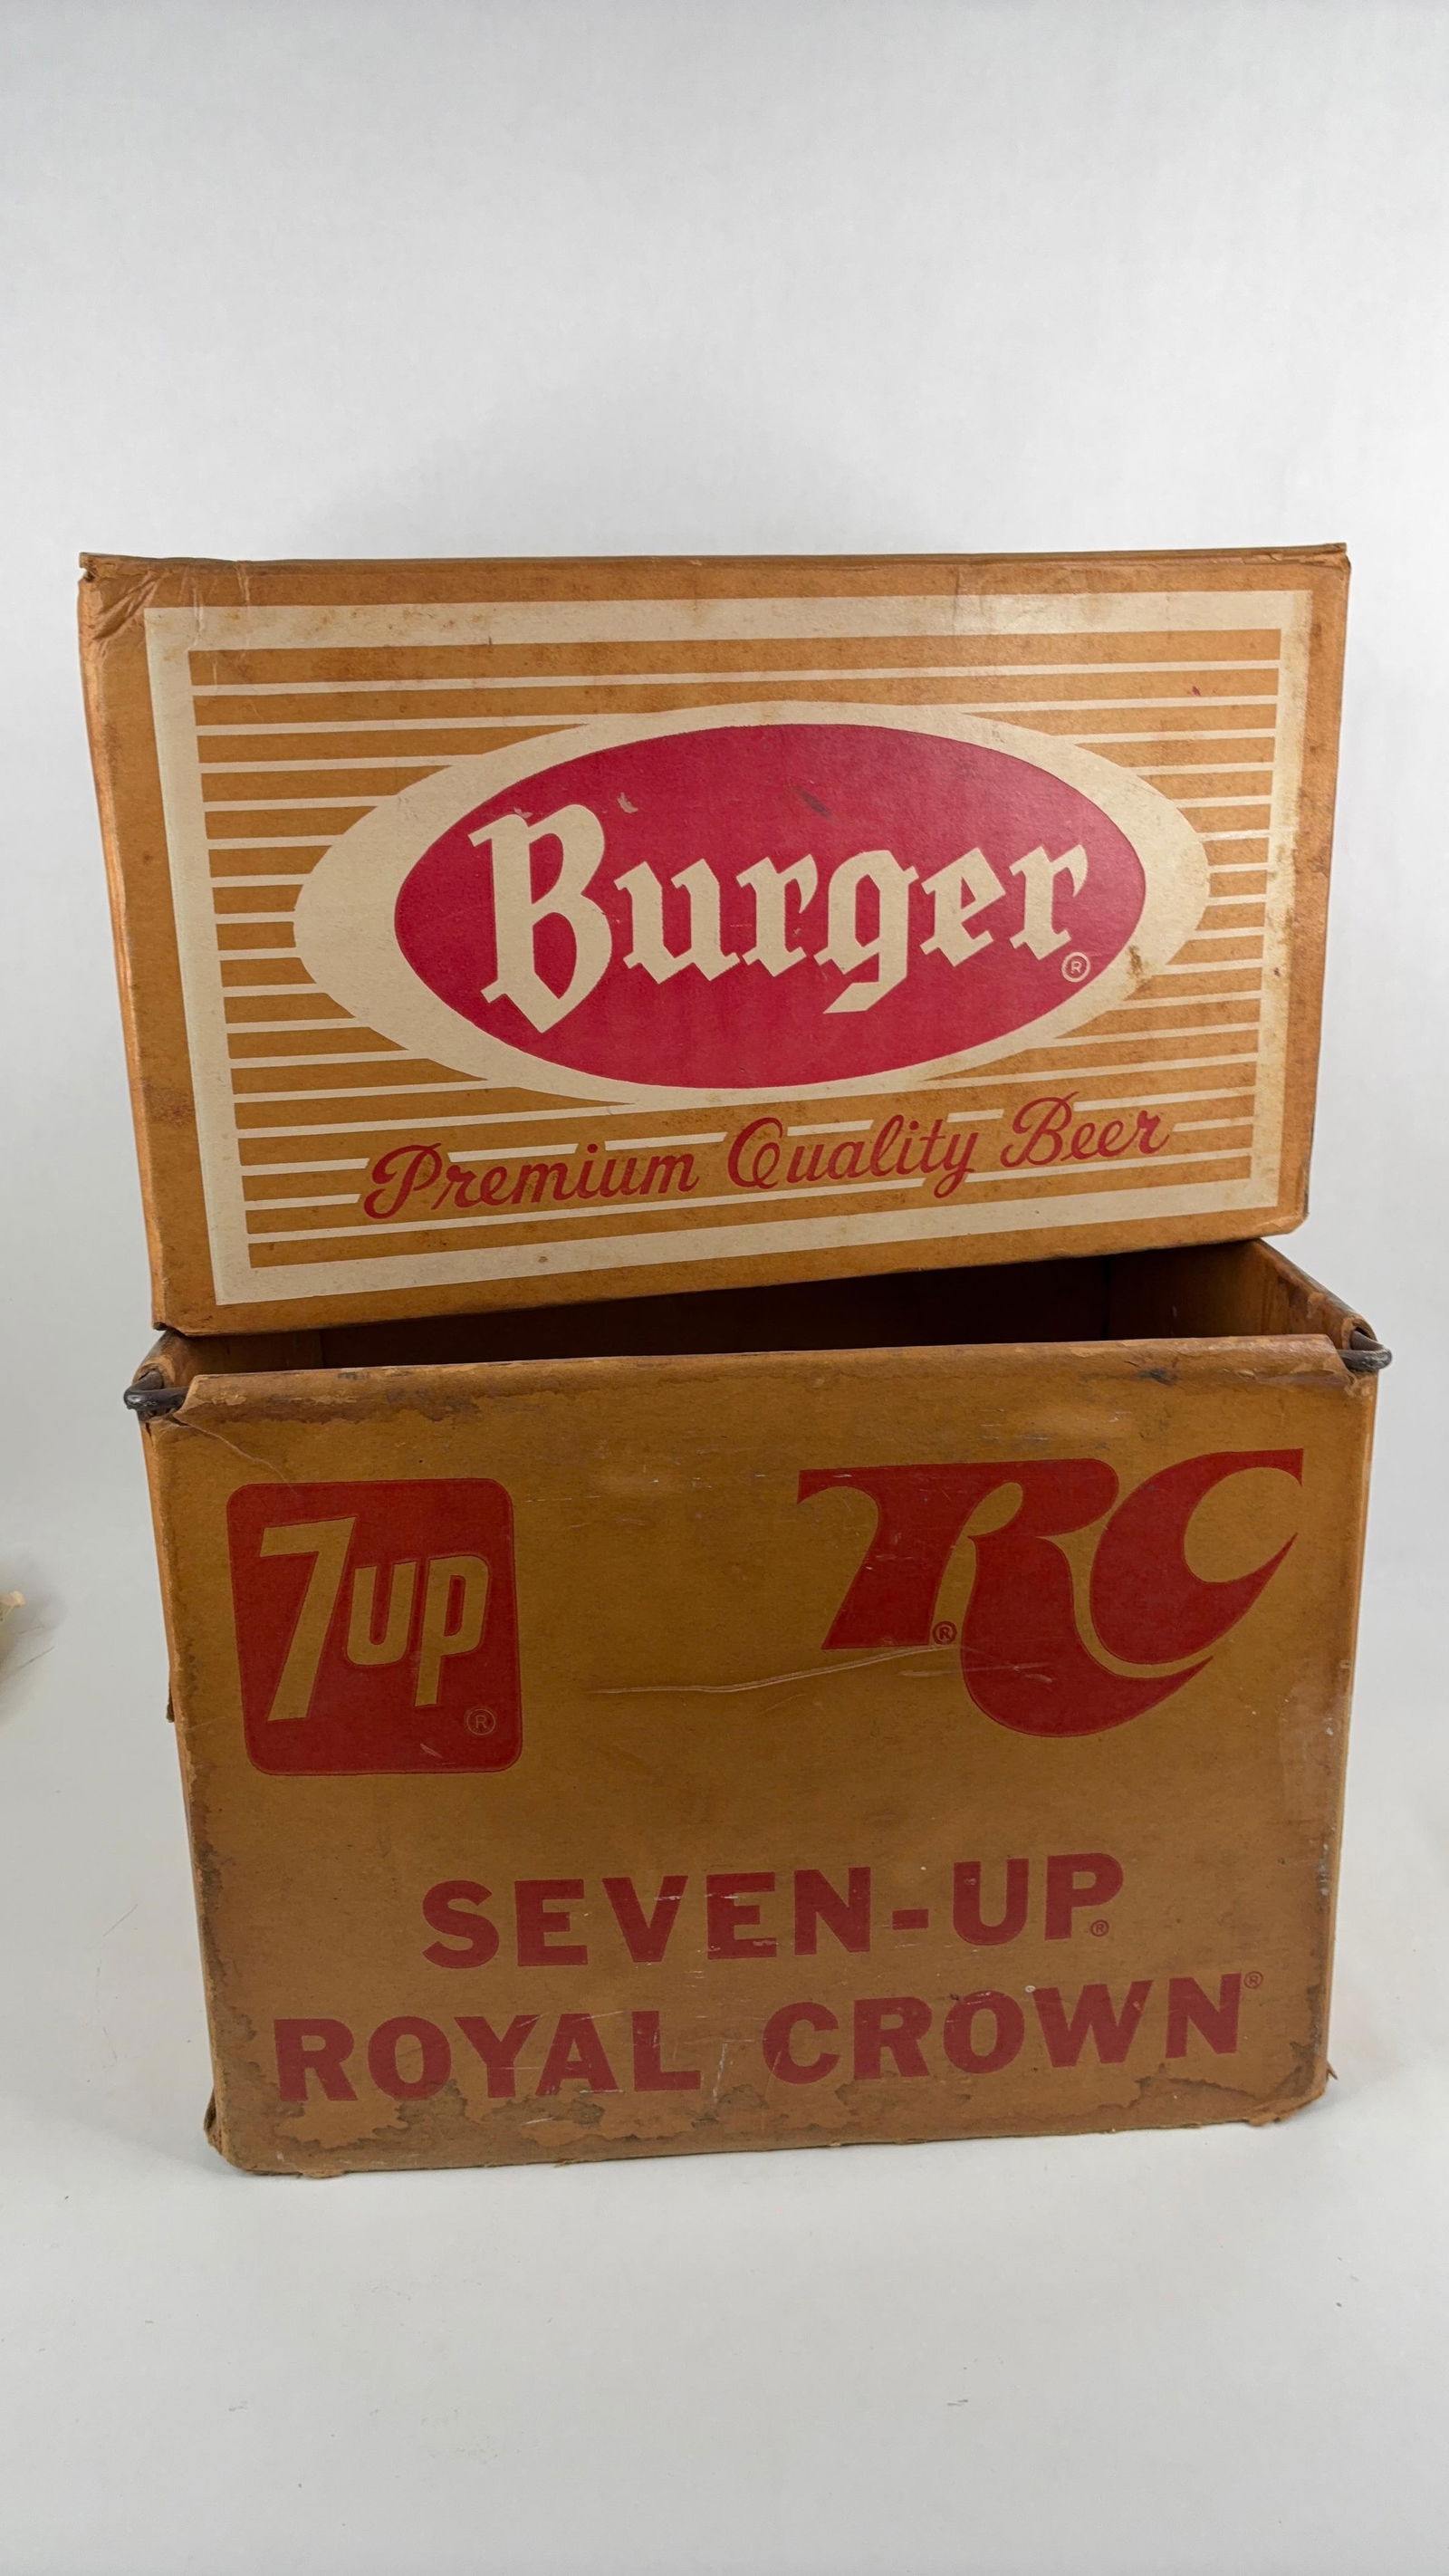 Burger®
Premium Quality Beer
7up®
RC®
SEVEN-UP®
ROYAL CROWN®